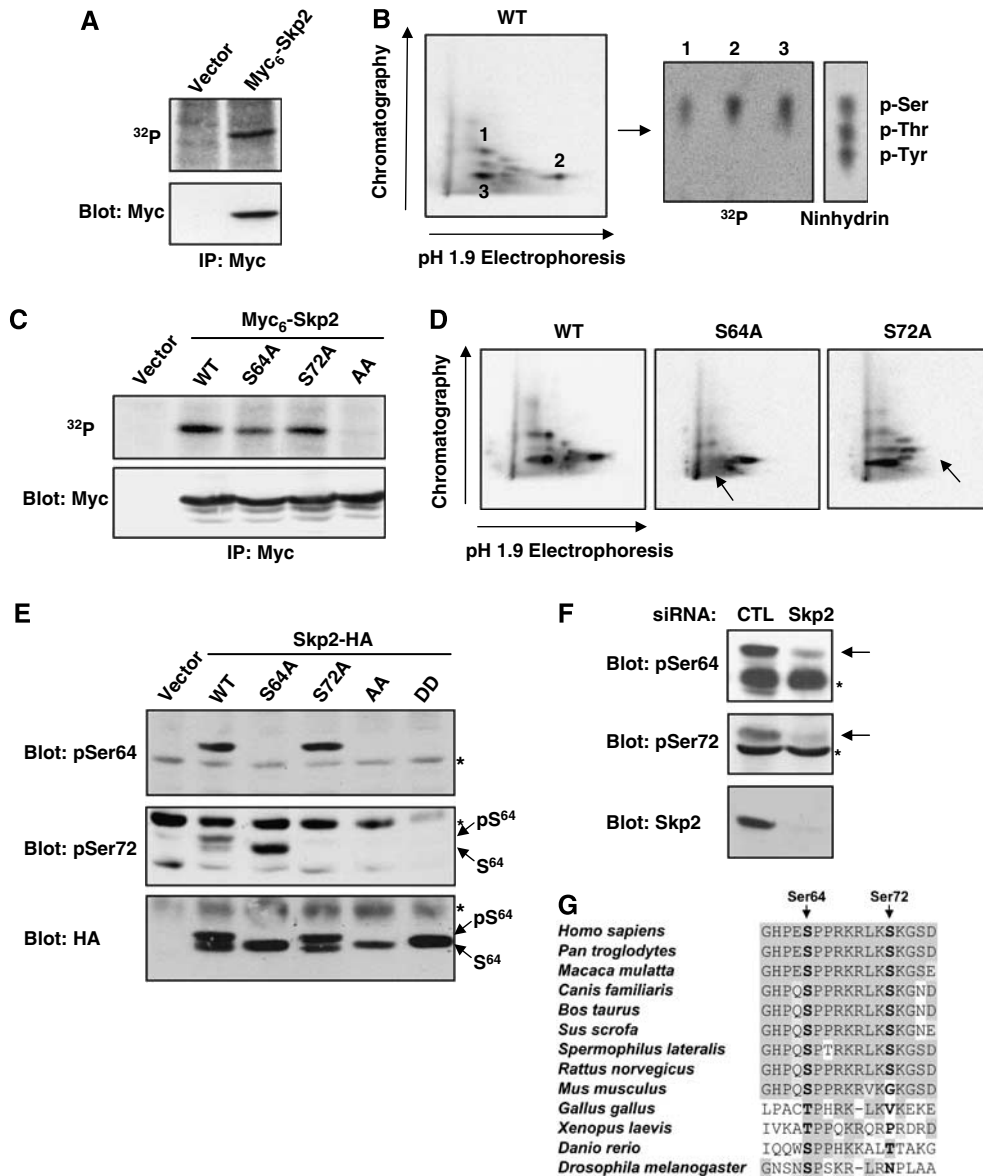 A
Vector
Myc6-Skp2
32P
Blot: Myc
IP: Myc
B
WT
Chromatography
1
2
3
pH 1.9 Electrophoresis
1 2 3
p-Ser
p-Thr
p-Tyr
32P
Ninhydrin
C
Myc6-Skp2
Vector
WT
S64A
S72A
AA
32P
Blot: Myc
IP: Myc
D
WT
S64A
S72A
Chromatography
pH 1.9 Electrophoresis
E
Skp2-HA
Vector
WT
S64A
S72A
AA
DD
Blot: pSer64
*
Blot: pSer72
*
pS64
S64
Blot: HA
*
pS64
S64
F
siRNA: CTL Skp2
Blot: pSer64
*
Blot: pSer72
*
Blot: Skp2
G
Ser64 Ser72
Homo sapiens GHPESPPRKRLKSKGSD
Pan troglodytes GHPESPPRKRLKSKGSD
Macaca mulatta GHPESPPRKRLKSKGSE
Canis familiaris GHPQSPPRKRLKSKGND
Bos taurus GHPQSPPRKRLKSKGND
Sus scrofa GHPQSPPRKRLKSKGNE
Spermophilus lateralis GHPQSPTRKRLKSKGSD
Rattus norvegicus GHPQSPPRKRLKSKGSD
Mus musculus GHPQSPPRKRVKGKGSD
Gallus gallus LPACTPHRK-LKVKEKE
Xenopus laevis IVKATPPQKRQRPRDRD
Danio rerio IQQWSPPHKKALTTAKG
Drosophila melanogaster GNSNSPSKR-LRNPLAA